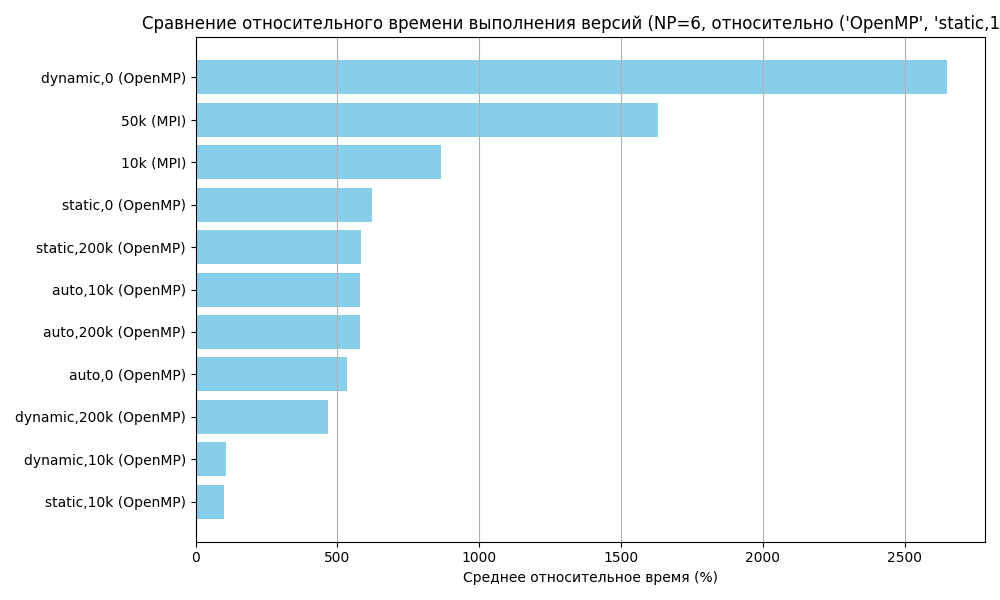 Сравнение относительного времени выполнения версий (NP=6, относительно ('OpenMP', 'static,1
dynamic,0 (OpenMP)
50k (MPI)
10k (MPI)
static,0 (OpenMP)
static,200k (OpenMP)
auto,10k (OpenMP)
auto,200k (OpenMP)
auto,0 (OpenMP)
dynamic,200k (OpenMP)
dynamic,10k (OpenMP)
static,10k (OpenMP)
0 500 1000 1500 2000 2500
Среднее относительное время (%)